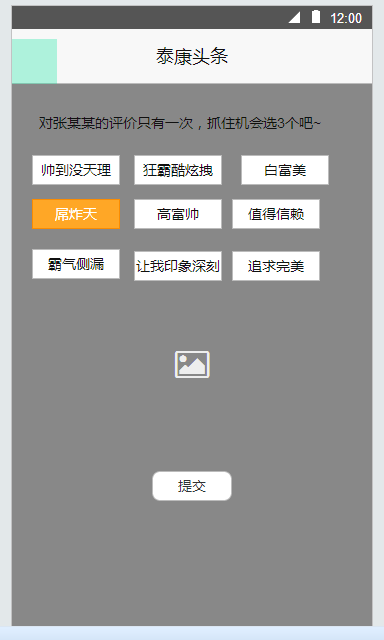 12:00
泰康头条
对张某某的评价只有一次，抓住机会选3个吧~
帅到没天理 狂霸酷炫拽 白富美
屌炸天 高富帅 值得信赖
霸气侧漏 让我印象深刻 追求完美
提交